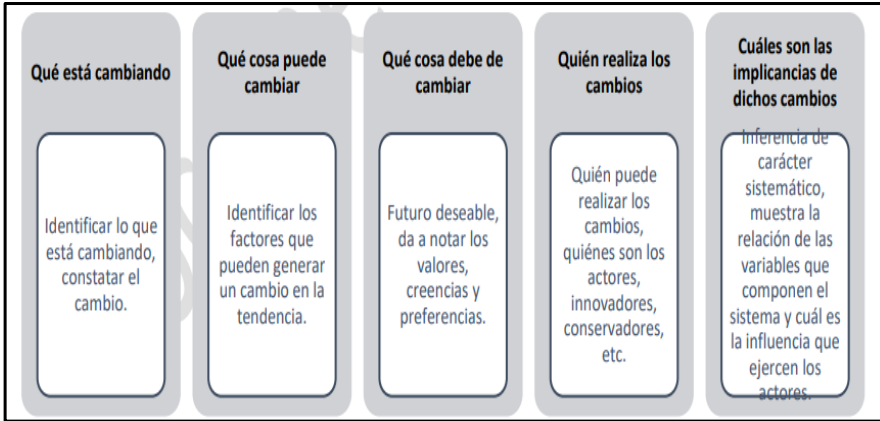 Qué está cambiando
Identificar lo que
está cambiando,
constatar el
cambio.
Qué cosa puede
cambiar
Identificar los
factores que
pueden generar
un cambio en la
tendencia.
Qué cosa debe de
cambiar
Futuro deseable,
da a notar los
valores,
creencias y
preferencias.
Quién realiza los
cambios
Quién puede
realizar los
cambios,
quiénes son los
actores,
innovadores,
conservadores,
etc.
Cuáles son las
implicancias de
dichos cambios
Inferencia de
carácter
sistemático,
muestra la
relación de las
variables que
componen el
sistema y cuál es
la influencia que
ejercen los
actores.